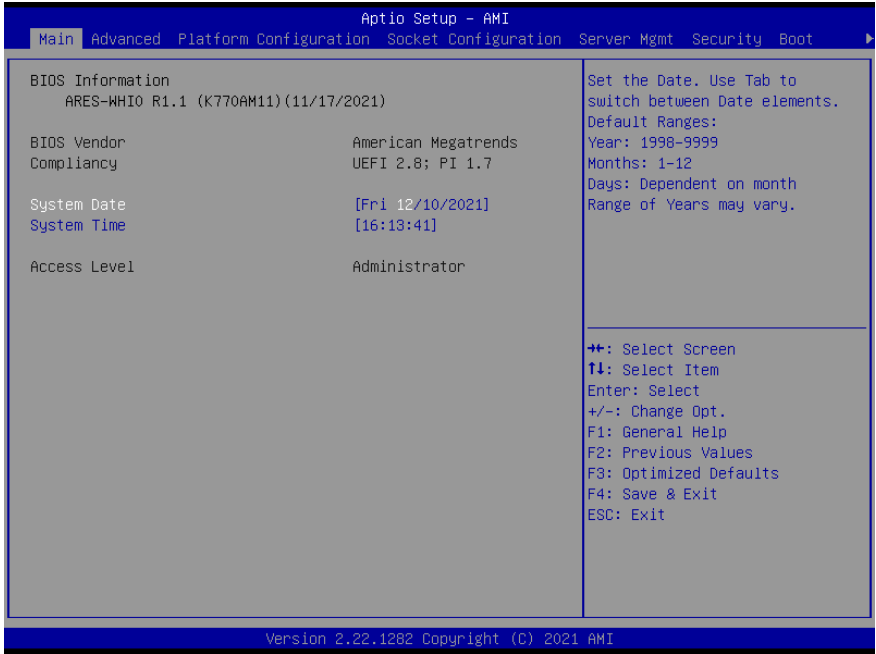 Aptio Setup – AMI
Main Advanced Platform Configuration Socket Configuration Server Mgmt Security Boot ▶
BIOS Information
ARES-WHIO R1.1 (K770AM11)(11/17/2021)
BIOS Vendor American Megatrends
Compliancy UEFI 2.8; PI 1.7
System Date [Fri 12/10/2021]
System Time [16:13:41]
Access Level Administrator
Set the Date. Use Tab to
switch between Date elements.
Default Ranges:
Year: 1998-9999
Months: 1-12
Days: Dependent on month
Range of Years may vary.
→←: Select Screen
↑↓: Select Item
Enter: Select
+/-: Change Opt.
F1: General Help
F2: Previous Values
F3: Optimized Defaults
F4: Save & Exit
ESC: Exit
Version 2.22.1282 Copyright (C) 2021 AMI